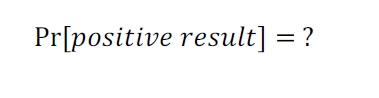 Pr[positive result] = ?